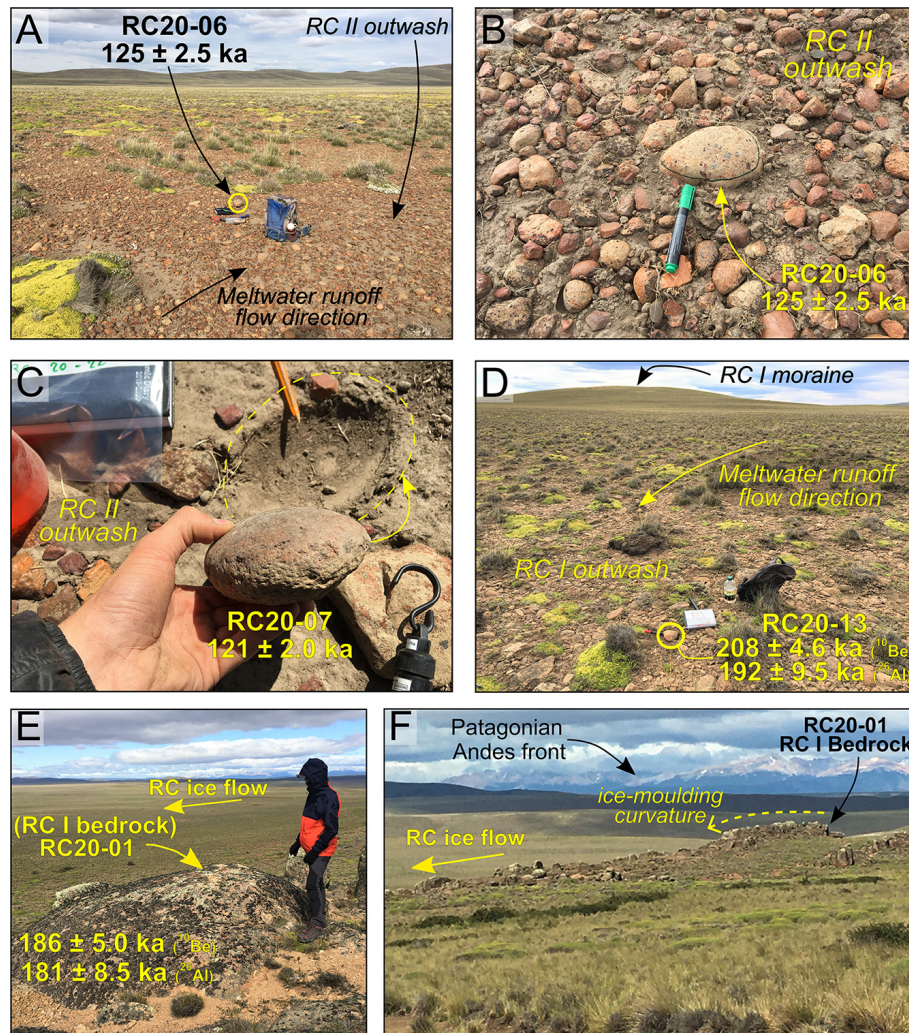 A
RC20-06
125 ± 2.5 ka
RC II outwash
Meltwater runoff
flow direction
B
RC II
outwash
RC20-06
125 ± 2.5 ka
C
RC II
outwash
RC20-07
121 ± 2.0 ka
D
RC I moraine
Meltwater runoff
flow direction
RC I outwash
RC20-13
208 ± 4.6 ka (10Be)
192 ± 9.5 ka (26Al)
E
RC ice flow
(RC I bedrock)
RC20-01
186 ± 5.0 ka (10Be)
181 ± 8.5 ka (26Al)
F
Patagonian
Andes front
RC20-01
RC I Bedrock
ice-moulding
curvature
RC ice flow